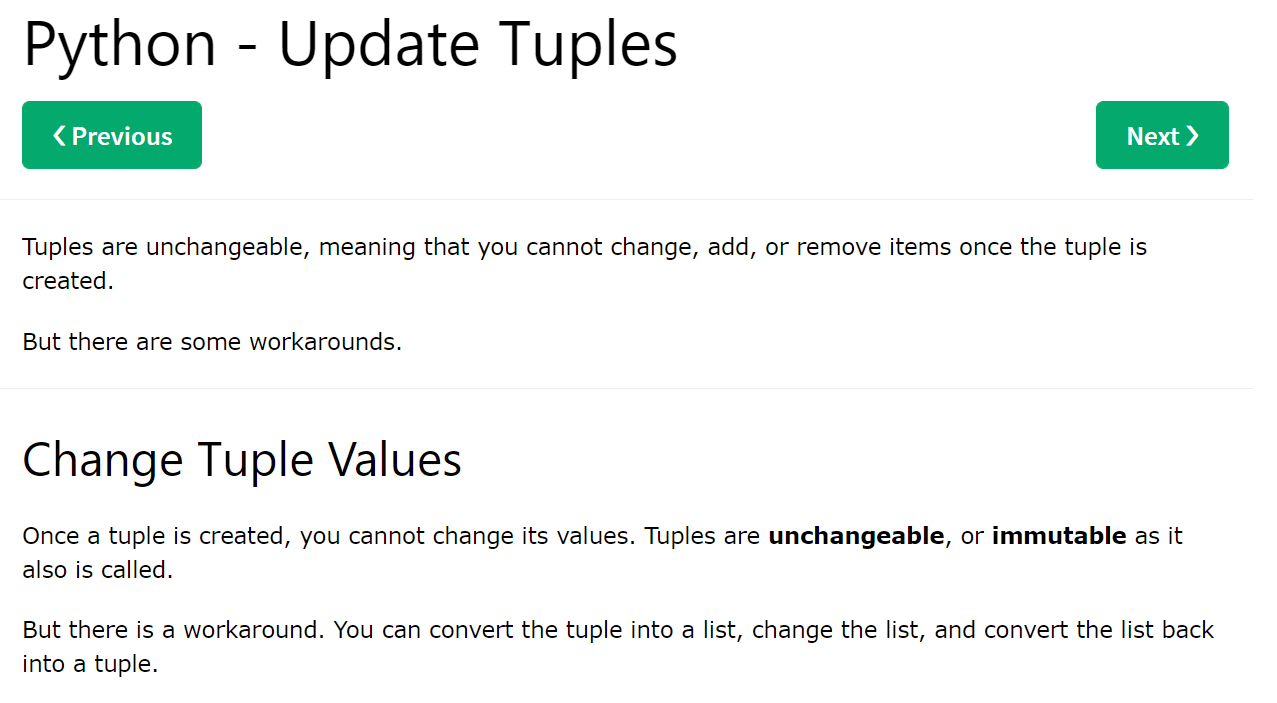 Python - Update Tuples
❮ Previous
Next ❯
Tuples are unchangeable, meaning that you cannot change, add, or remove items once the tuple is
created.
But there are some workarounds.
Change Tuple Values
Once a tuple is created, you cannot change its values. Tuples are unchangeable, or immutable as it
also is called.
But there is a workaround. You can convert the tuple into a list, change the list, and convert the list back
into a tuple.